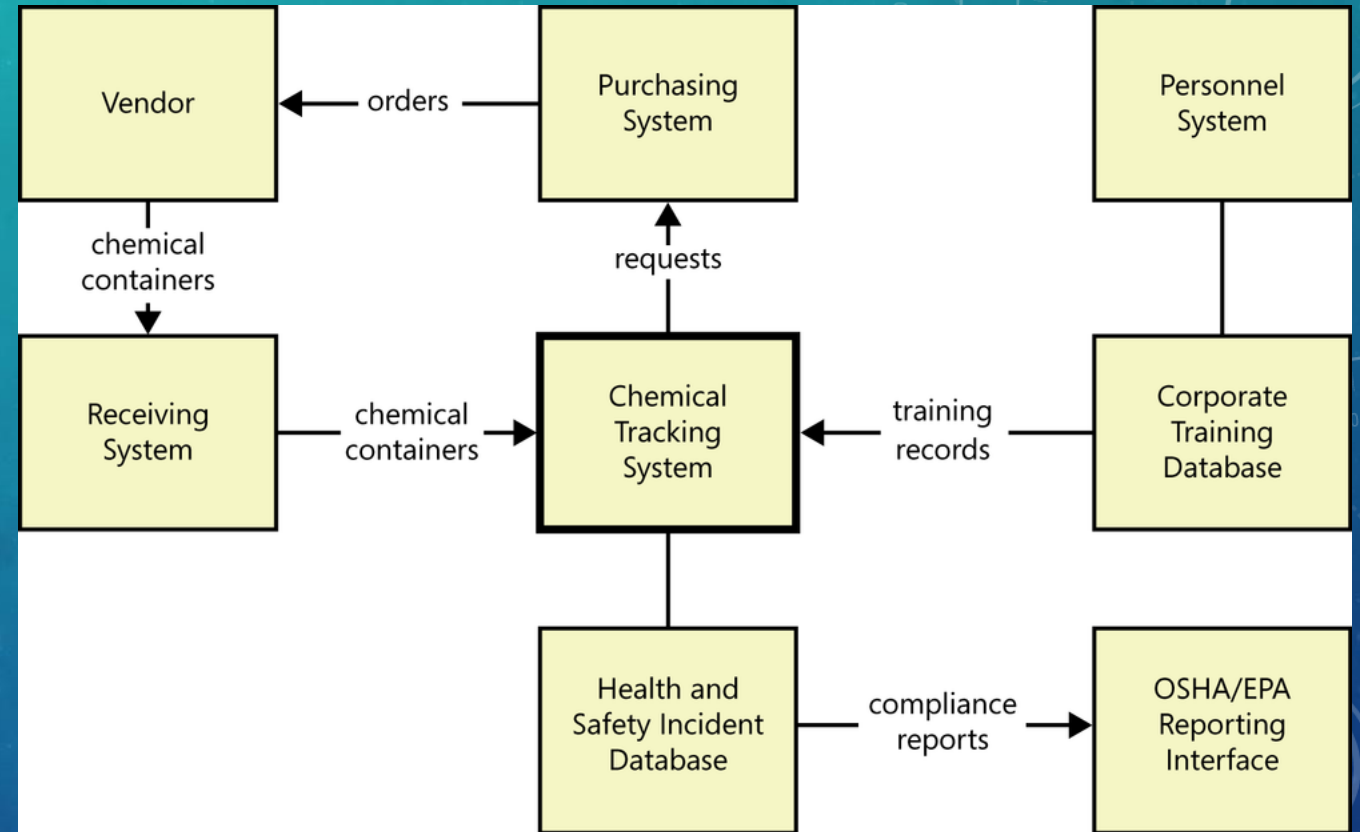 Vendor
orders
Purchasing
System
Personnel
System
chemical
containers
requests
Receiving
System
chemical
containers
Chemical
Tracking
System
training
records
Corporate
Training
Database
Health and
Safety Incident
Database
compliance
reports
OSHA/EPA
Reporting
Interface